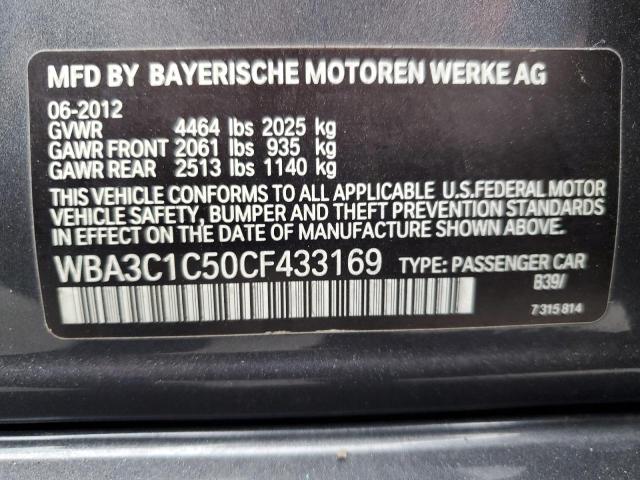 MFD BY BAYERISCHE MOTOREN WERKE AG
06-2012
GVWR 4464 lbs 2025 kg
GAWR FRONT 2061 lbs 935 kg
GAWR REAR 2513 lbs 1140 kg
THIS VEHICLE CONFORMS TO ALL APPLICABLE U.S.FEDERAL MOTOR
VEHICLE SAFETY, BUMPER AND THEFT PREVENTION STANDARDS
IN EFFECT ON THE DATE OF MANUFACTURE SHOWN ABOVE.
WBA3C1C50CF433169 TYPE: PASSENGER CAR
B39/
7 315 814